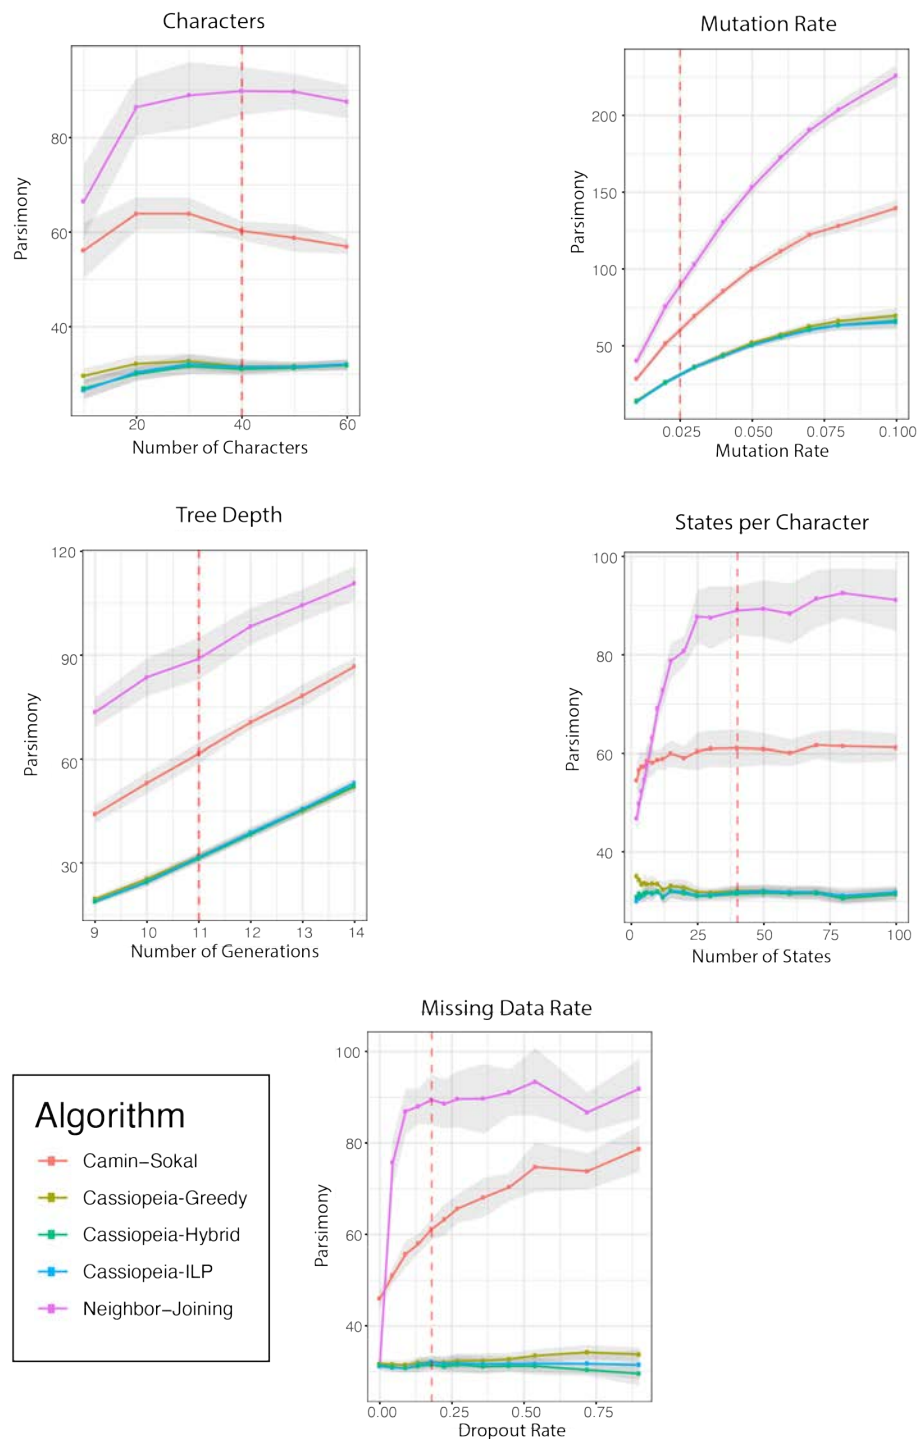 Characters
Parsimony
80
60
40
20
40
60
Number of Characters
Mutation Rate
Parsimony
200
150
100
50
0.025
0.050
0.075
0.100
Mutation Rate
Tree Depth
Parsimony
120
90
60
30
9
10
11
12
13
14
Number of Generations
States per Character
Parsimony
100
80
60
40
0
25
50
75
100
Number of States
Missing Data Rate
Parsimony
100
80
60
40
0.00
0.25
0.50
0.75
Dropout Rate
Algorithm
Camin–Sokal
Cassiopeia-Greedy
Cassiopeia-Hybrid
Cassiopeia-ILP
Neighbor–Joining